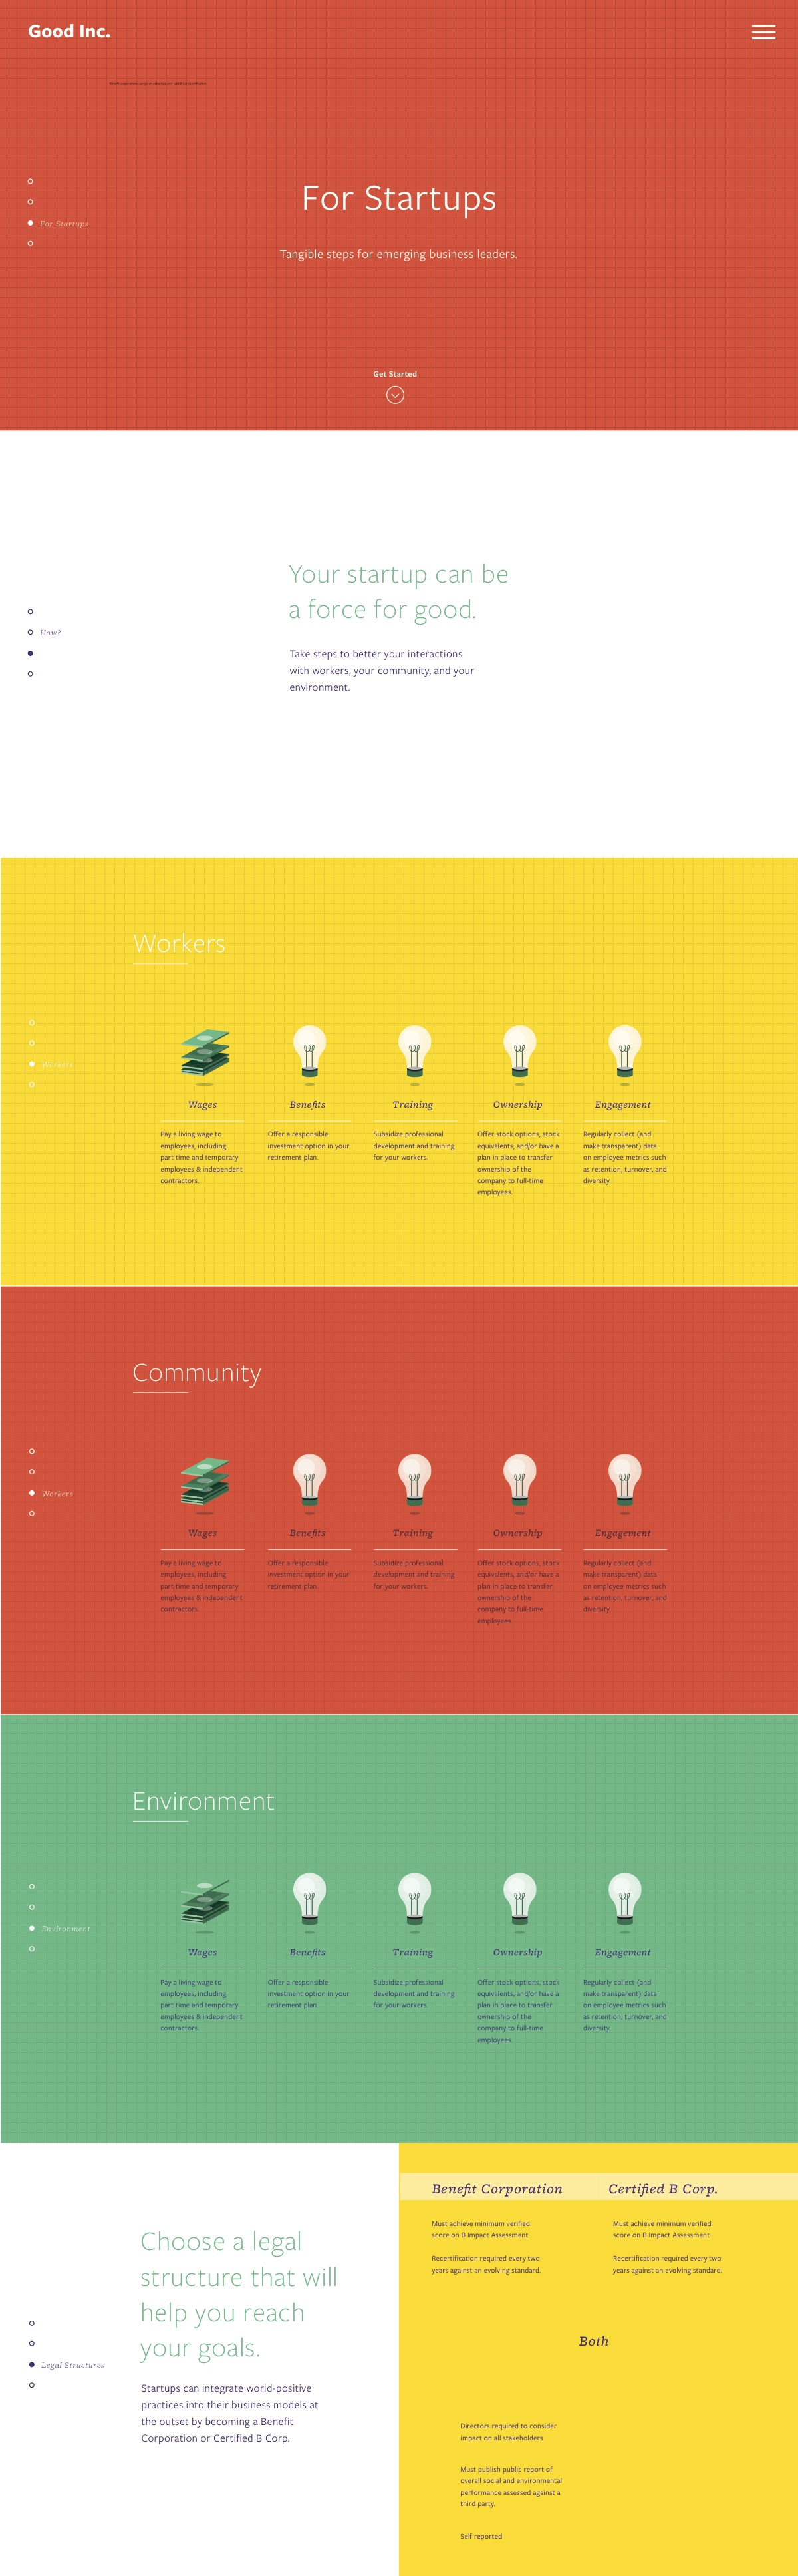 Good Inc.
For Startups
For Startups
Tangible steps for emerging business leaders.
Get Started
Your startup can be
a force for good.
How?
Take steps to better your interactions
with workers, your community, and your
environment.
Workers
Workers
Wages
Pay a living wage to
employees, including
part time and temporary
employees & independent
contractors.
Benefits
Offer a responsible
investment option in your
retirement plan.
Training
Subsidize professional
development and training
for your workers.
Ownership
Offer stock options, stock
equivalents, and/or have a
plan in place to transfer
ownership of the
company to full-time
employees.
Engagement
Regularly collect (and
make transparent) data
on employee metrics such
as retention, turnover, and
diversity.
Community
Workers
Wages
Pay a living wage to
employees, including
part time and temporary
employees & independent
contractors.
Benefits
Offer a responsible
investment option in your
retirement plan.
Training
Subsidize professional
development and training
for your workers.
Ownership
Offer stock options, stock
equivalents, and/or have a
plan in place to transfer
ownership of the
company to full-time
employees.
Engagement
Regularly collect (and
make transparent) data
on employee metrics such
as retention, turnover, and
diversity.
Environment
Environment
Wages
Pay a living wage to
employees, including
part time and temporary
employees & independent
contractors.
Benefits
Offer a responsible
investment option in your
retirement plan.
Training
Subsidize professional
development and training
for your workers.
Ownership
Offer stock options, stock
equivalents, and/or have a
plan in place to transfer
ownership of the
company to full-time
employees.
Engagement
Regularly collect (and
make transparent) data
on employee metrics such
as retention, turnover, and
diversity.
Choose a legal
structure that will
help you reach
your goals.
Legal Structures
Startups can integrate world-positive
practices into their business models at
the outset by becoming a Benefit
Corporation or Certified B Corp.
Benefit Corporation
Must achieve minimum verified
score on B Impact Assessment
Recertification required every two
years against an evolving standard.
Certified B Corp.
Must achieve minimum verified
score on B Impact Assessment
Recertification required every two
years against an evolving standard.
Both
Directors required to consider
impact on all stakeholders
Must publish public report of
overall social and environmental
performance assessed against a
third party.
Self reported